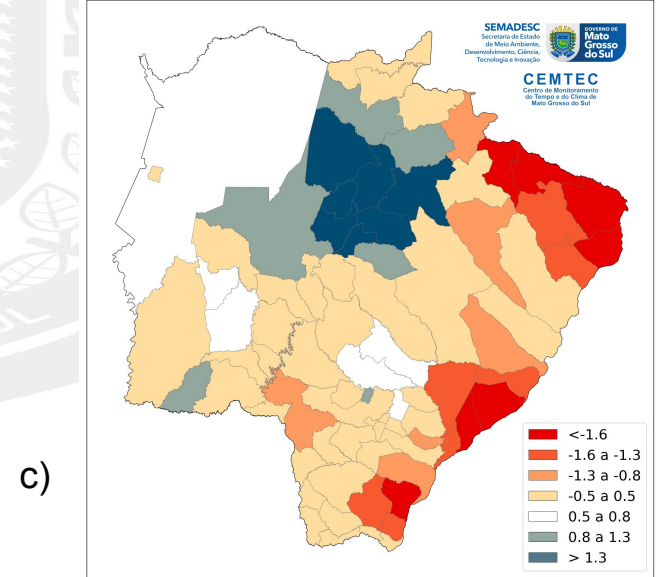 SEMADESC
Secretaria de Estado
de Meio Ambiente,
Desenvolvimento, Ciência,
Tecnologia e Inovação
GOVERNO DE
Mato
Grosso
do Sul
CEMTEC
Centro de Monitoramento
do Tempo e do Clima de
Mato Grosso do Sul
c)
<-1.6
-1.6 a -1.3
-1.3 a -0.8
-0.5 a 0.5
0.5 a 0.8
0.8 a 1.3
> 1.3